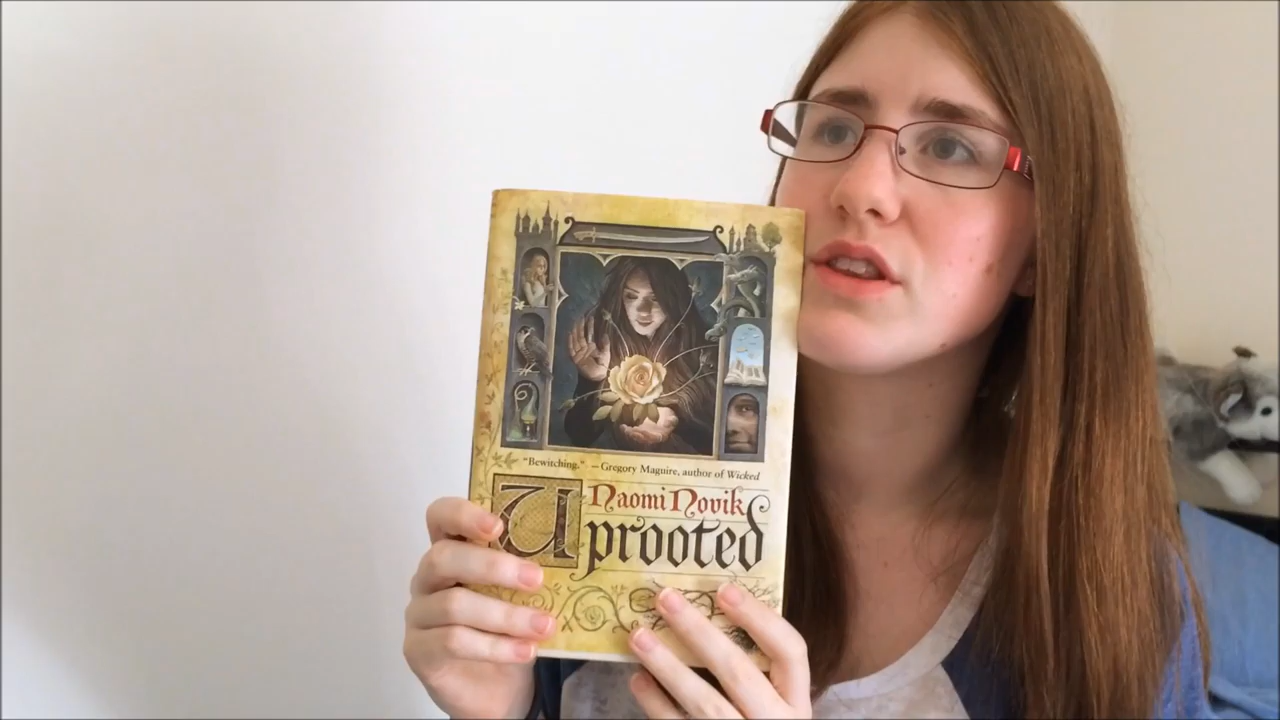 "Bewitching." —Gregory Maguire, author of Wicked
Naomi Novik
Uprooted